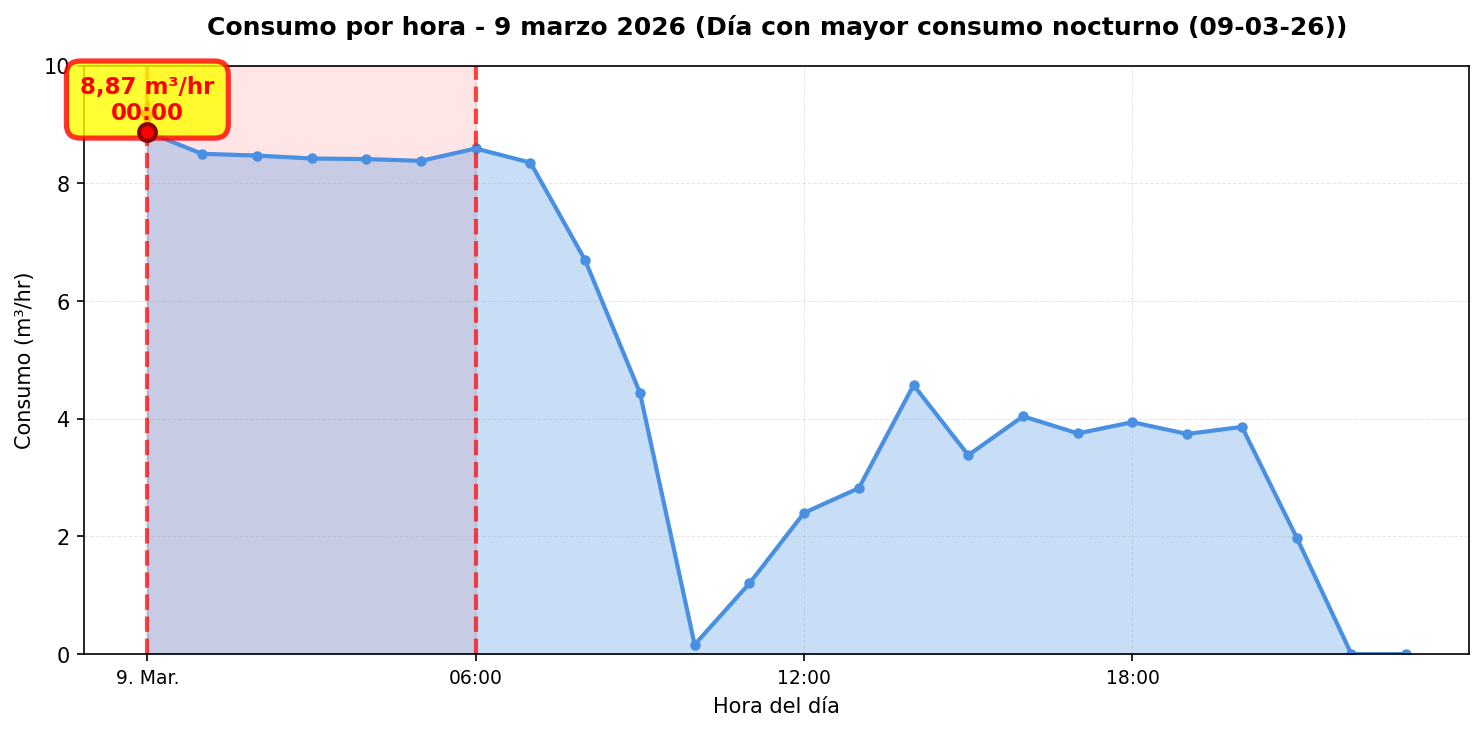 Consumo por hora - 9 marzo 2026 (Día con mayor consumo nocturno (09-03-26))
10
8,87 m³/hr
00:00
8
6
4
2
0
Consumo (m³/hr)
9. Mar.
06:00
12:00
18:00
Hora del día